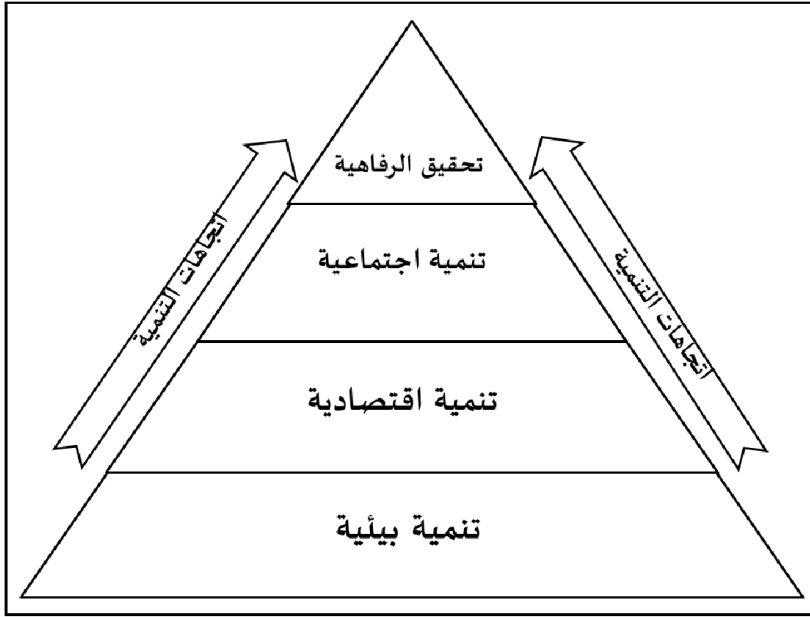 تحقيق الرفاهية
تنمية اجتماعية
تنمية اقتصادية
تنمية بيئية
اتجاهات التنمية
اتجاهات التنمية